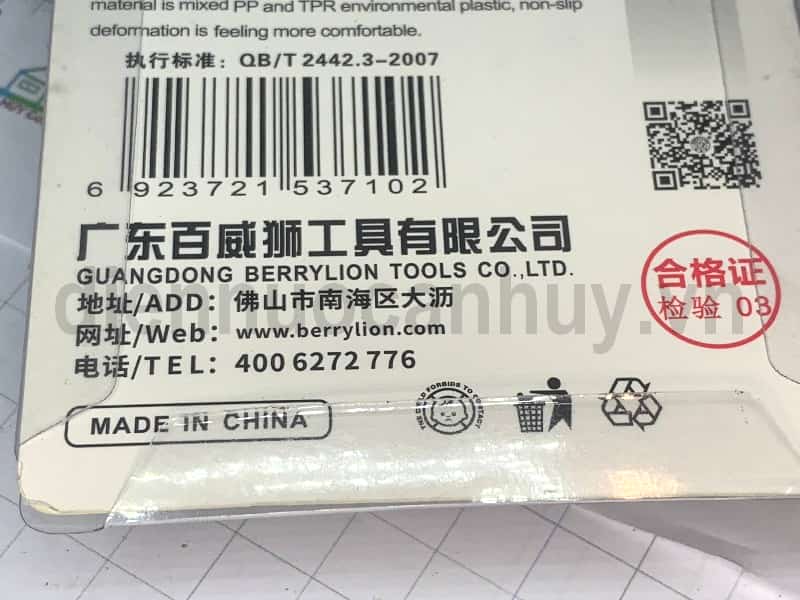 material is mixed PP and TPR environmental plastic, non-slip
deformation is feeling more comfortable.
执行标准：QB/T 2442.3-2007
6 923721 537102
广东百威狮工具有限公司
GUANGDONG BERRYLION TOOLS CO.,LTD.
地址/ADD：佛山市南海区大沥
网址/Web：www.berrylion.com
电话/TEL：400 6272 776
合格证
检验 03
MADE IN CHINA
diennuocanhuy.vn